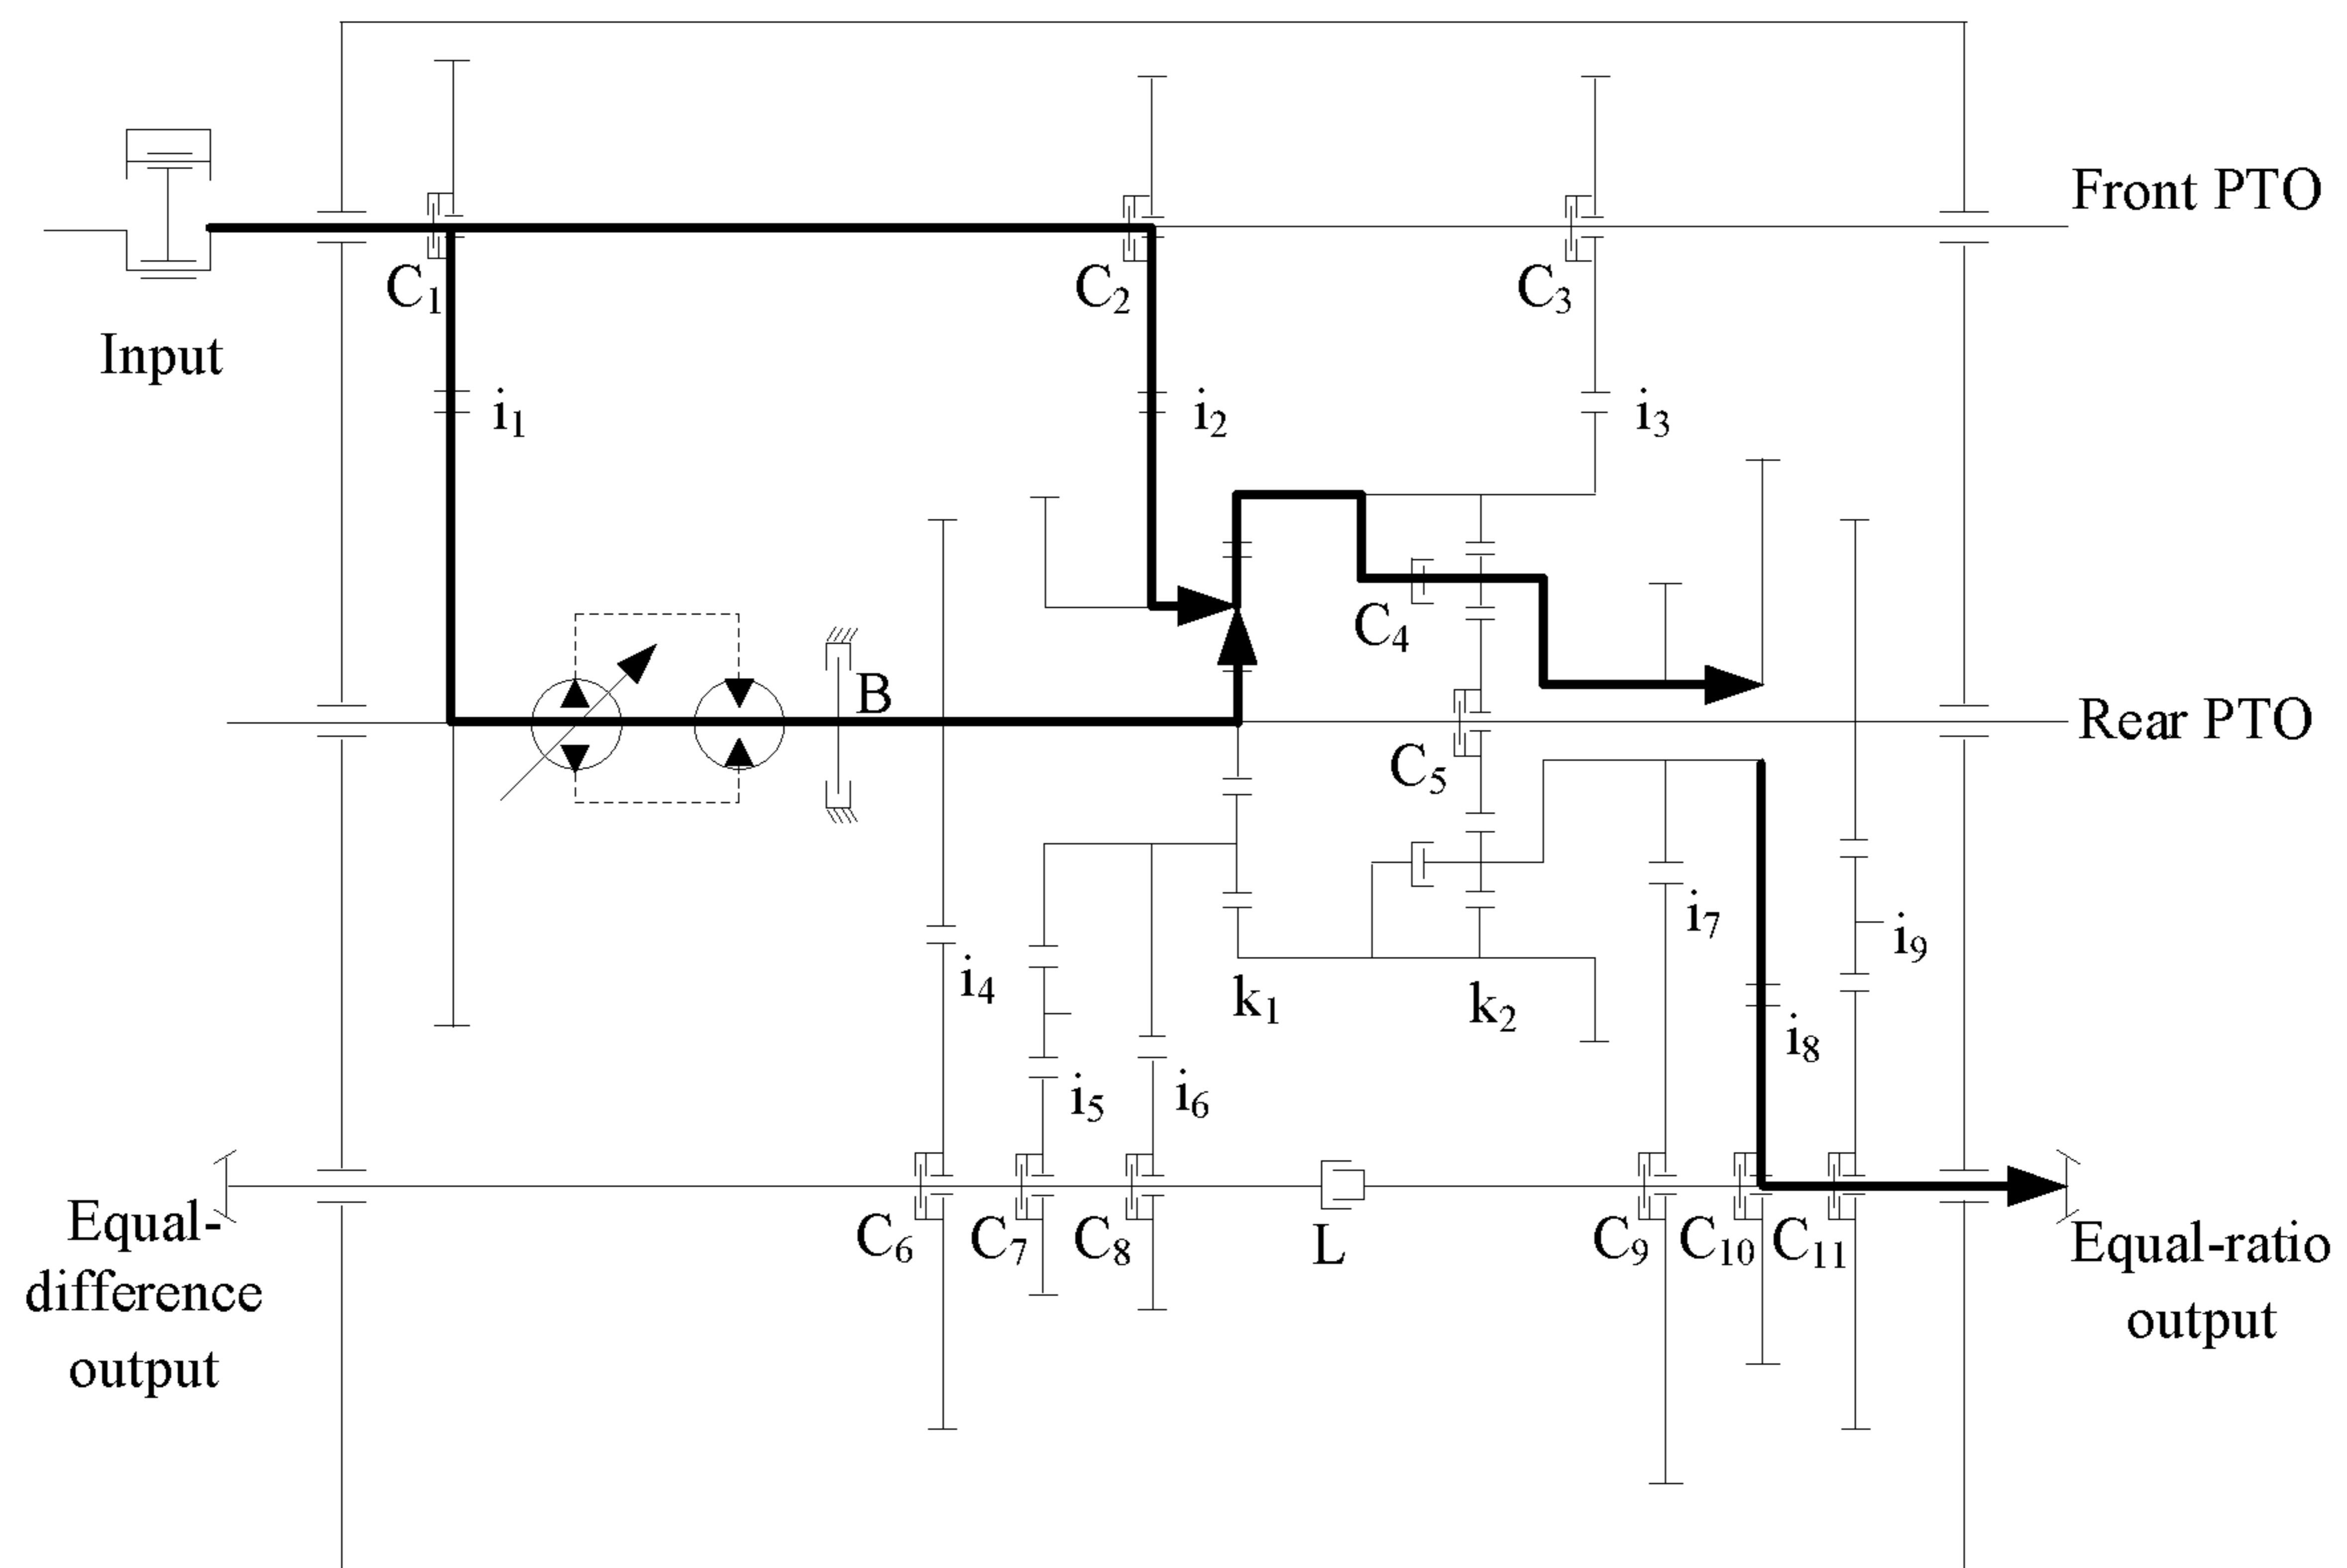 Front PTO
C₁
C₂
C₃
Input
i₁
i₂
i₃
C₄
B
Rear PTO
C₅
i₇
i₉
i₄
k₁
k₂
i₈
i₅
i₆
Equal-
difference
output
C₆
C₇
C₈
L
C₉
C₁₀
C₁₁
Equal-ratio
output